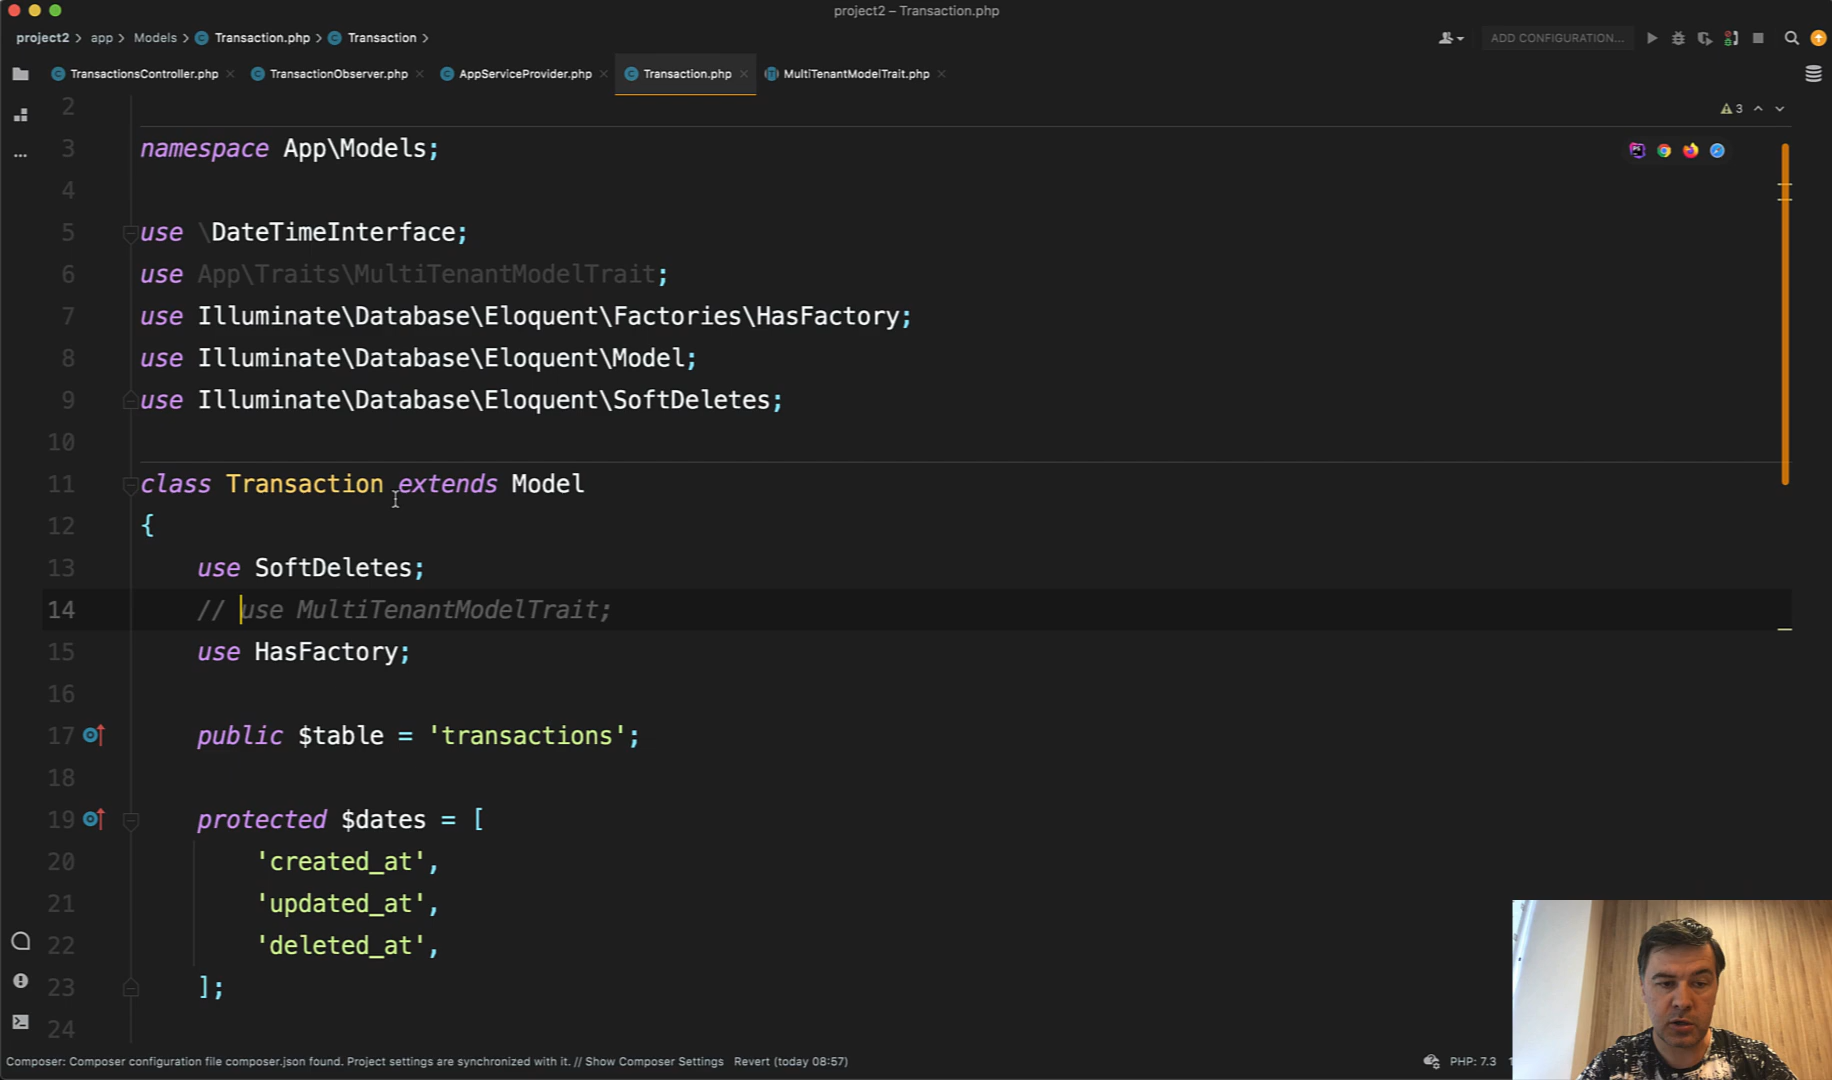 project2 – Transaction.php
project2 > app > Models > Transaction.php > Transaction >
ADD CONFIGURATION...
TransactionsController.php
TransactionObserver.php
AppServiceProvider.php
Transaction.php
MultiTenantModelTrait.php
3
2
3 namespace App\Models;
4
5 use \DateTimeInterface;
6 use App\Traits\MultiTenantModelTrait;
7 use Illuminate\Database\Eloquent\Factories\HasFactory;
8 use Illuminate\Database\Eloquent\Model;
9 use Illuminate\Database\Eloquent\SoftDeletes;
10
11 class Transaction extends Model
12 {
13 use SoftDeletes;
14 // use MultiTenantModelTrait;
15 use HasFactory;
16
17 public $table = 'transactions';
18
19 protected $dates = [
20 'created_at',
21 'updated_at',
22 'deleted_at',
23 ];
24
Composer: Composer configuration file composer.json found. Project settings are synchronized with it. // Show Composer Settings Revert (today 08:57)
PHP: 7.3